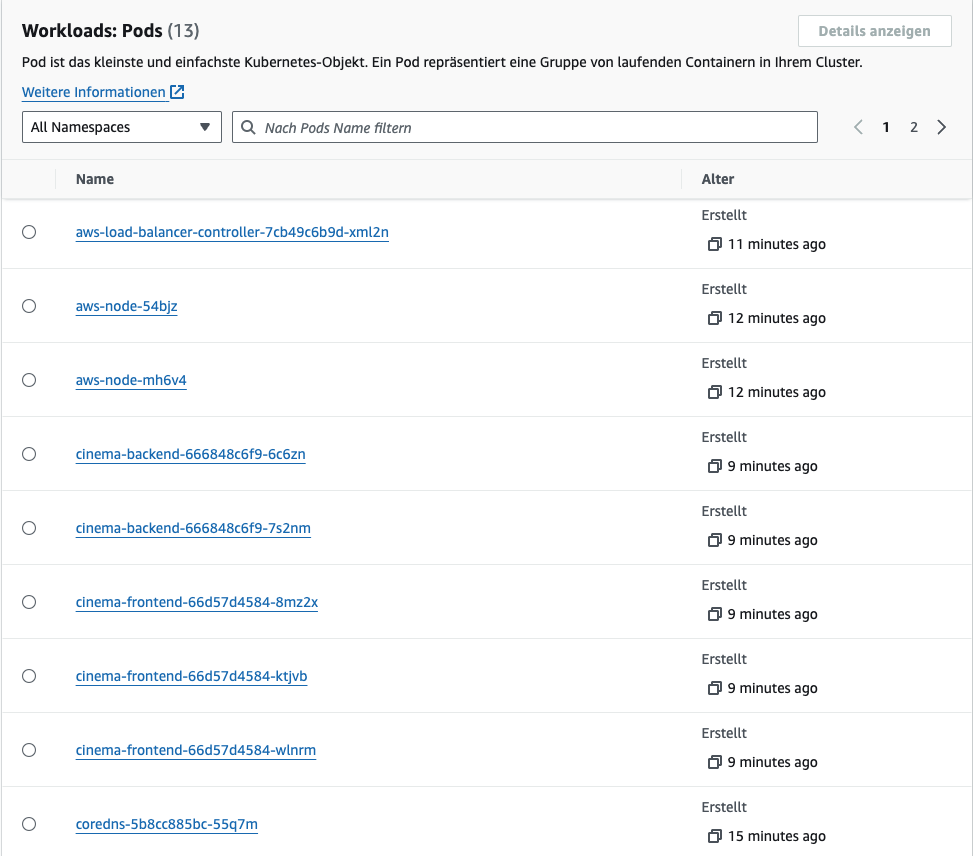 Workloads: Pods (13)
Details anzeigen
Pod ist das kleinste und einfachste Kubernetes-Objekt. Ein Pod repräsentiert eine Gruppe von laufenden Containern in Ihrem Cluster.
Weitere Informationen
All Namespaces
Nach Pods Name filtern
1 2
Name Alter
aws-load-balancer-controller-7cb49c6b9d-xml2n
Erstellt
11 minutes ago
aws-node-54bjz
Erstellt
12 minutes ago
aws-node-mh6v4
Erstellt
12 minutes ago
cinema-backend-666848c6f9-6c6zn
Erstellt
9 minutes ago
cinema-backend-666848c6f9-7s2nm
Erstellt
9 minutes ago
cinema-frontend-66d57d4584-8mz2x
Erstellt
9 minutes ago
cinema-frontend-66d57d4584-ktjvb
Erstellt
9 minutes ago
cinema-frontend-66d57d4584-wlnrm
Erstellt
9 minutes ago
coredns-5b8cc885bc-55q7m
Erstellt
15 minutes ago